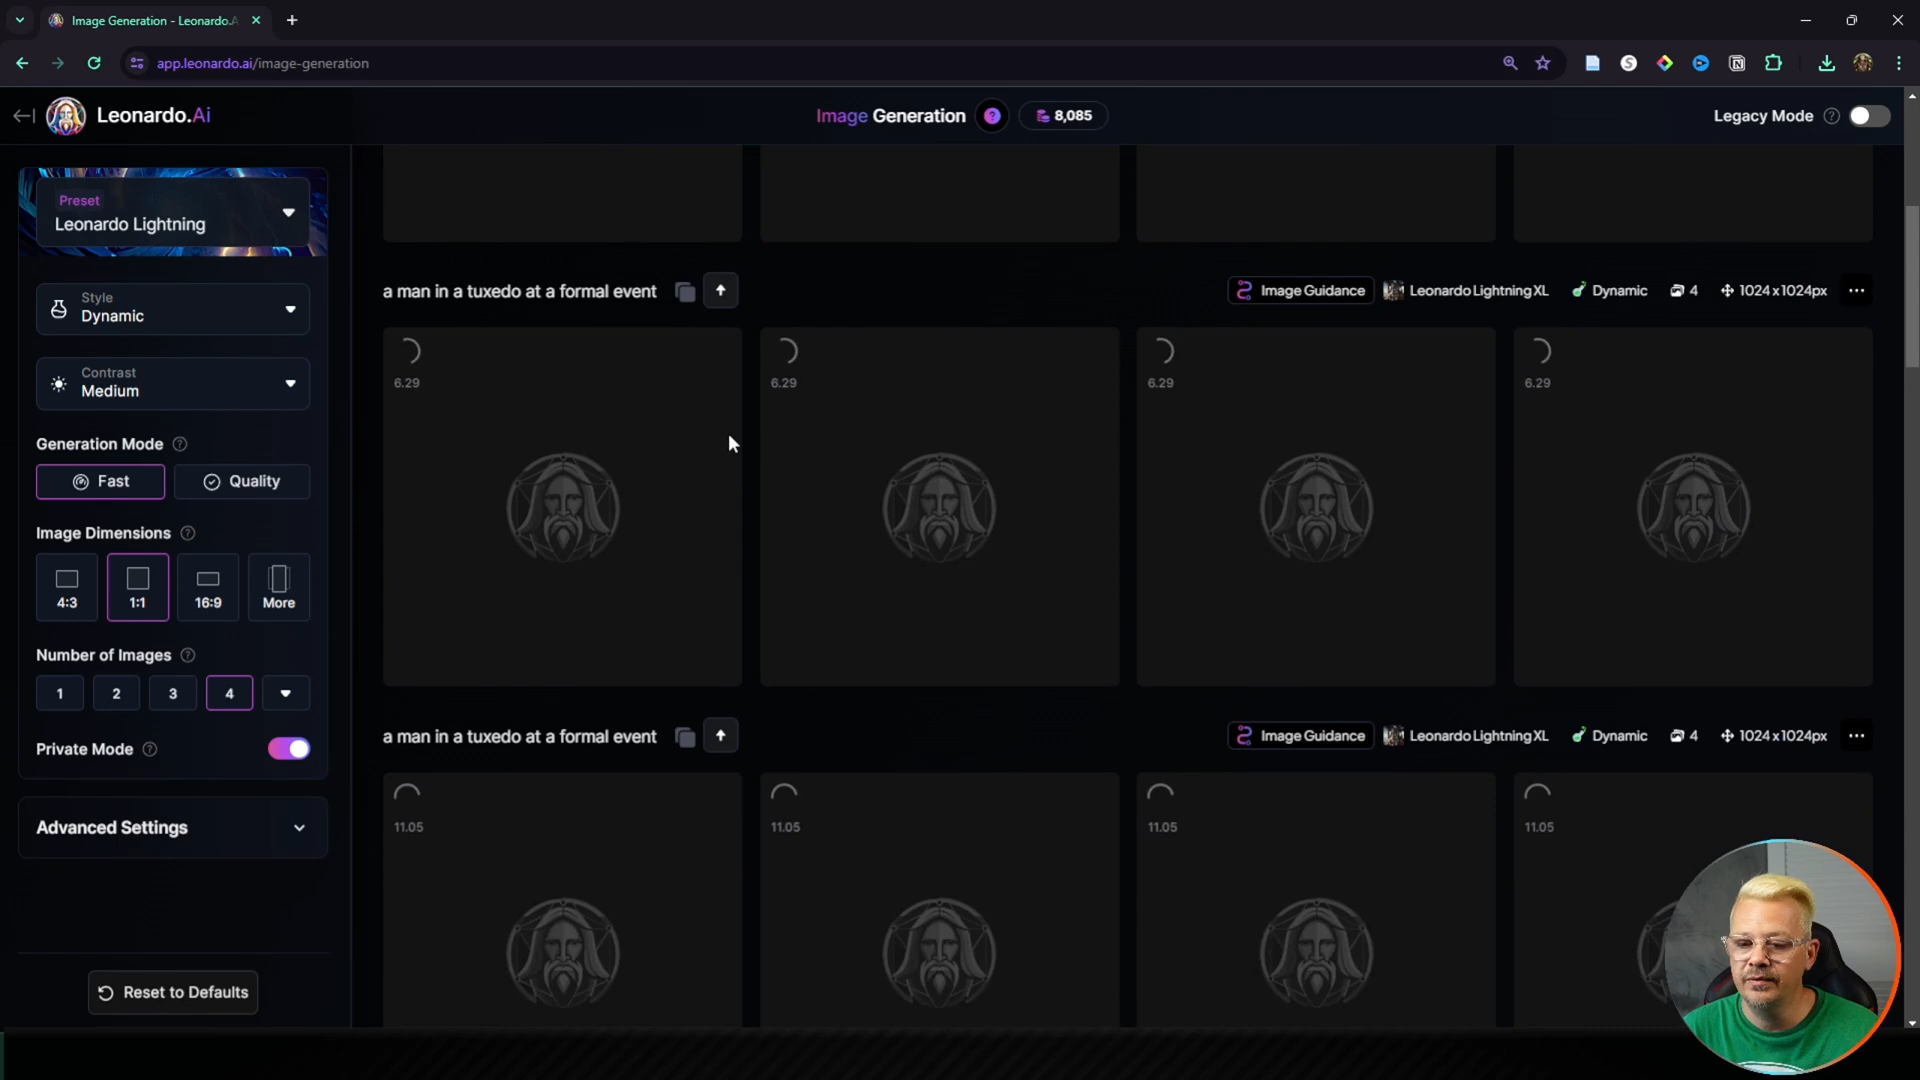 Image Generation - Leonardo.A
app.leonardo.ai/image-generation
Leonardo.Ai
Image Generation
?
8,085
Legacy Mode
Preset
Leonardo Lightning
Style
Dynamic
Contrast
Medium
Generation Mode
Fast
Quality
Image Dimensions
4:3
1:1
16:9
More
Number of Images
1
2
3
4
Private Mode
Advanced Settings
Reset to Defaults
a man in a tuxedo at a formal event
Image Guidance
Leonardo Lightning XL
Dynamic
4
1024 x 1024px
6.29
6.29
6.29
6.29
a man in a tuxedo at a formal event
Image Guidance
Leonardo Lightning XL
Dynamic
4
1024 x 1024px
11.05
11.05
11.05
11.05